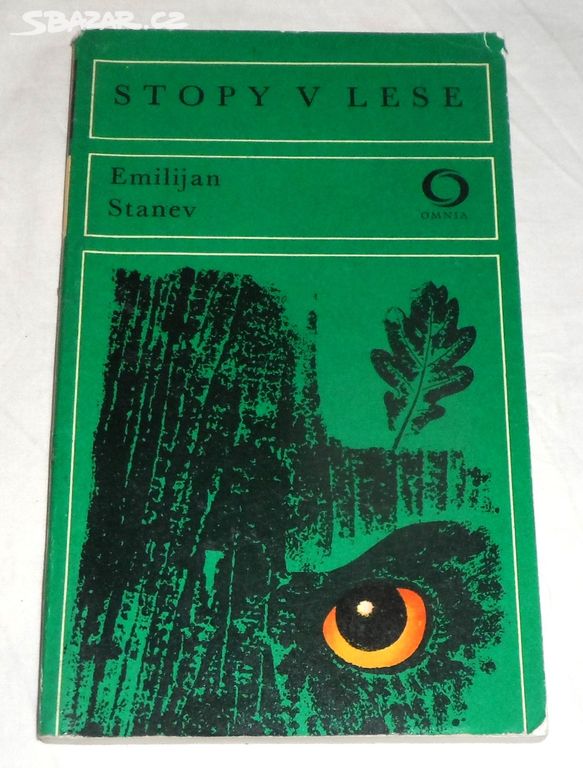 SBAZAR.CZ
STOPY V LESE
Emilijan
Stanev
OMNIA